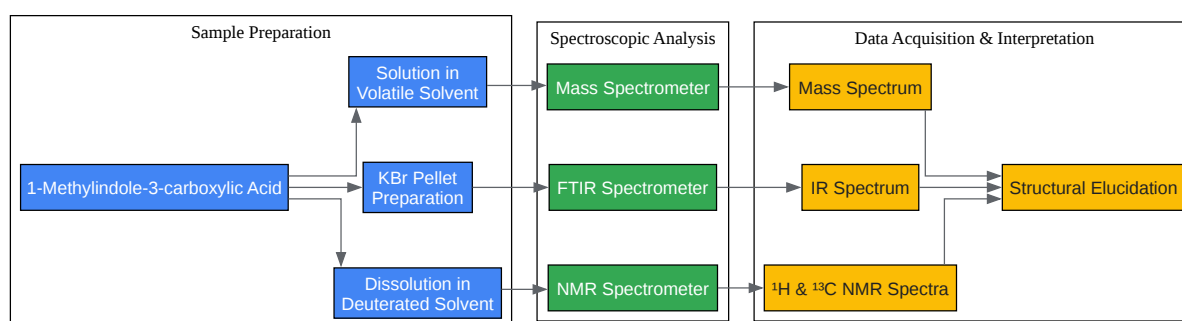 Sample Preparation
Spectroscopic Analysis
Data Acquisition & Interpretation
Solution in
Volatile Solvent
Mass Spectrometer
Mass Spectrum
1-Methylindole-3-carboxylic Acid
KBr Pellet
Preparation
FTIR Spectrometer
IR Spectrum
Structural Elucidation
Dissolution in
Deuterated Solvent
NMR Spectrometer
¹H & ¹³C NMR Spectra